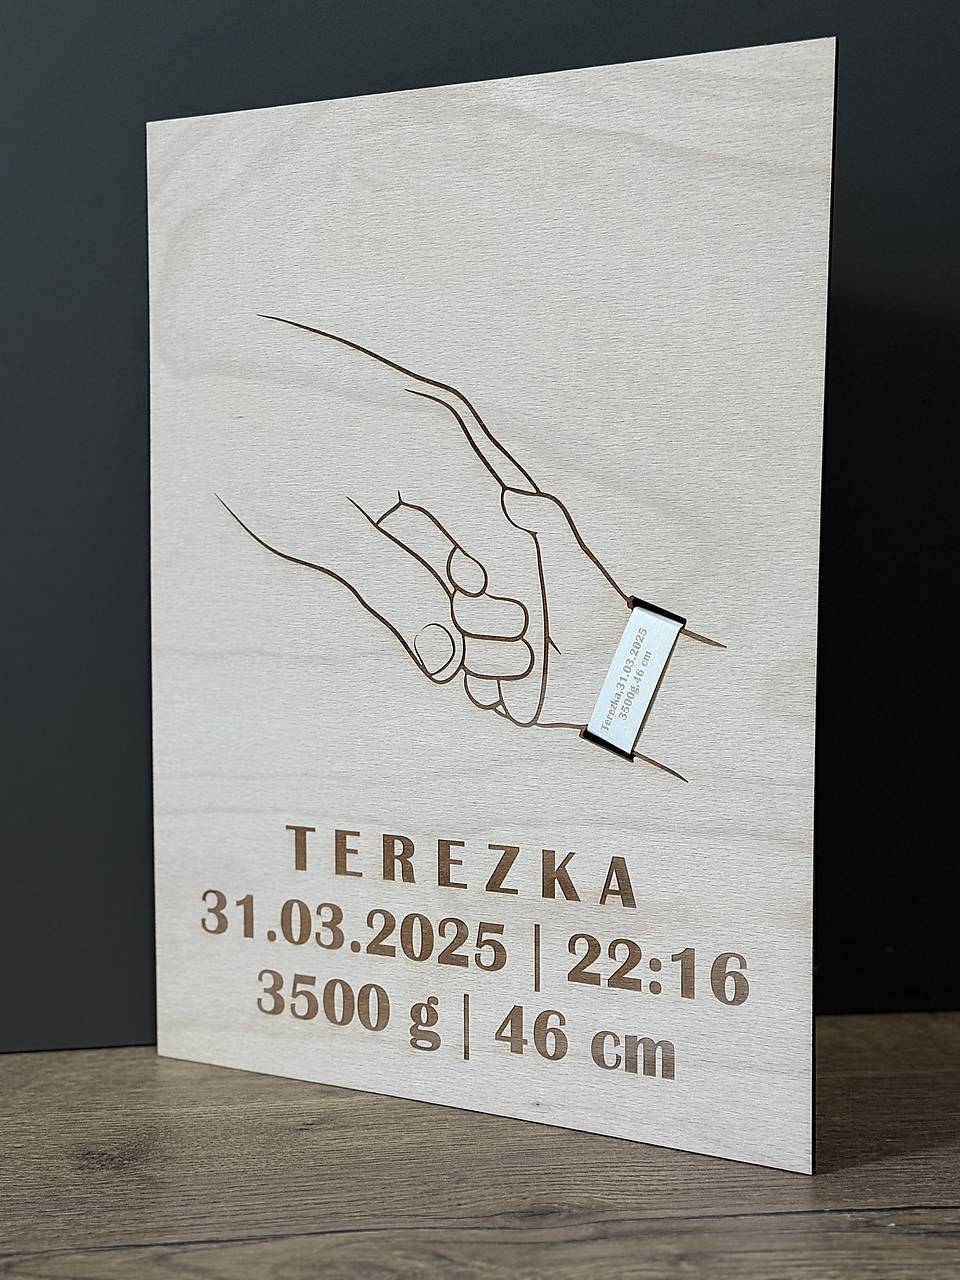 Terezka,31.03.2025
3500g,46 cm
TEREZKA
31.03.2025 | 22:16
3500 g | 46 cm